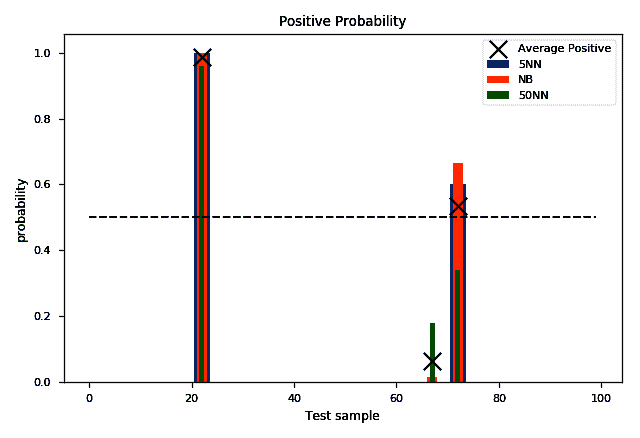 Positive Probability
Average Positive
5NN
NB
50NN
probability
1.0
0.8
0.6
0.4
0.2
0.0
0 20 40 60 80 100
Test sample